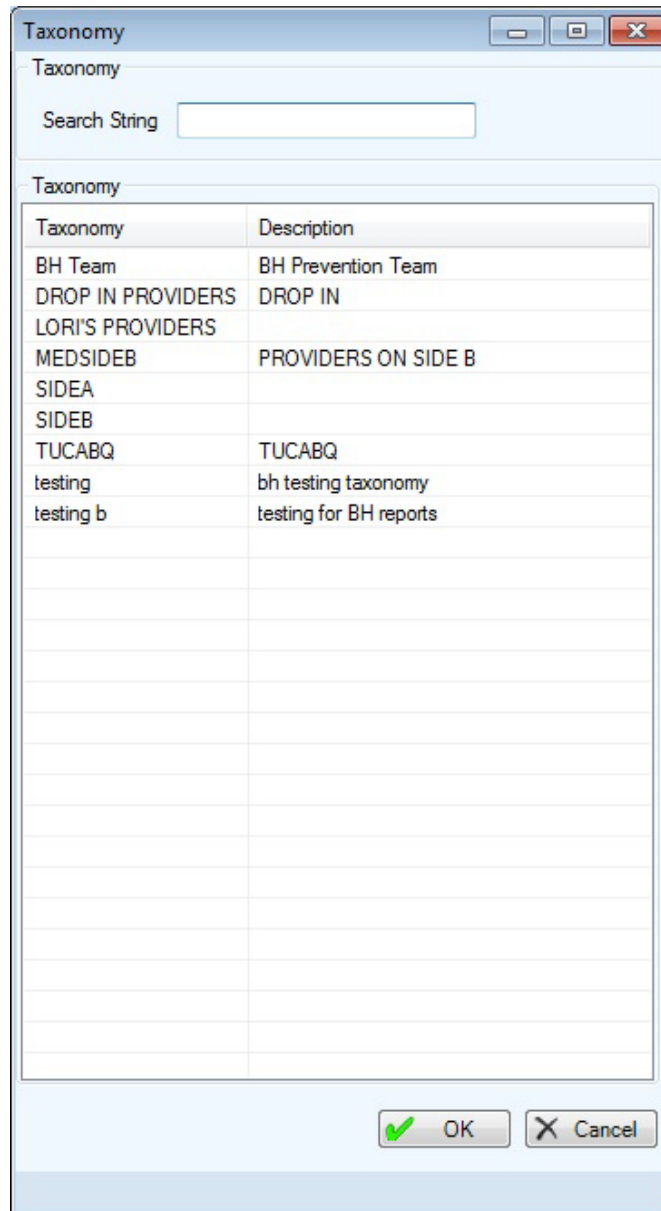 Taxonomy
Taxonomy
Search String
Taxonomy
Taxonomy Description
BH Team BH Prevention Team
DROP IN PROVIDERS DROP IN
LORI'S PROVIDERS
MEDSIDEB PROVIDERS ON SIDE B
SIDEA
SIDEB
TUCABQ TUCABQ
testing bh testing taxonomy
testing b testing for BH reports
OK Cancel